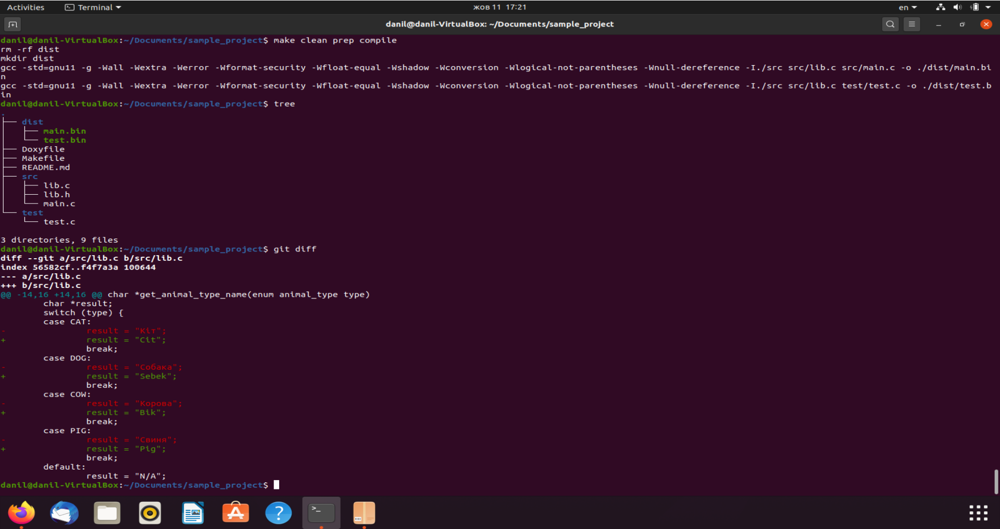 Activities Terminal жов 11 17:21 en
danil@danil-VirtualBox: ~/Documents/sample_project
danil@danil-VirtualBox:~/Documents/sample_project$ make clean prep compile
rm -rf dist
mkdir dist
gcc -std=gnu11 -g -Wall -Wextra -Werror -Wformat-security -Wfloat-equal -Wshadow -Wconversion -Wlogical-not-parentheses -Wnull-dereference -I./src src/lib.c src/main.c -o ./dist/main.bi
n
gcc -std=gnu11 -g -Wall -Wextra -Werror -Wformat-security -Wfloat-equal -Wshadow -Wconversion -Wlogical-not-parentheses -Wnull-dereference -I./src src/lib.c test/test.c -o ./dist/test.b
in
danil@danil-VirtualBox:~/Documents/sample_project$ tree
.
├── dist
│   ├── main.bin
│   └── test.bin
├── Doxyfile
├── Makefile
├── README.md
├── src
│   ├── lib.c
│   ├── lib.h
│   └── main.c
└── test
    └── test.c
3 directories, 9 files
danil@danil-VirtualBox:~/Documents/sample_project$ git diff
diff --git a/src/lib.c b/src/lib.c
index 56582cf..f4f7a3a 100644
--- a/src/lib.c
+++ b/src/lib.c
@@ -14,16 +14,16 @@ char *get_animal_type_name(enum animal_type type)
        char *result;
        switch (type) {
        case CAT:
-               result = "Кіт";
+               result = "Cit";
                break;
        case DOG:
-               result = "Собака";
+               result = "Sebek";
                break;
        case COW:
-               result = "Корова";
+               result = "Bik";
                break;
        case PIG:
-               result = "Свиня";
+               result = "Pig";
                break;
        default:
                result = "N/A";
danil@danil-VirtualBox:~/Documents/sample_project$